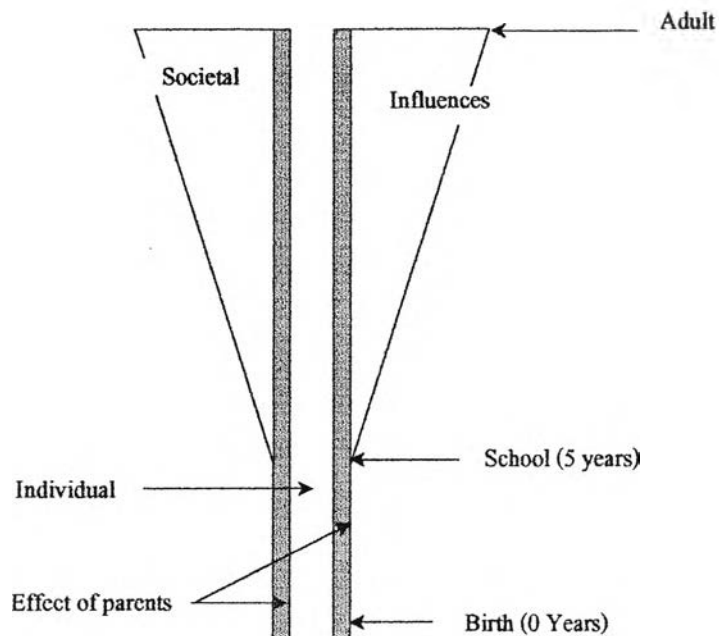 Adult
Societal
Influences
School (5 years)
Individual
Effect of parents
Birth (0 Years)